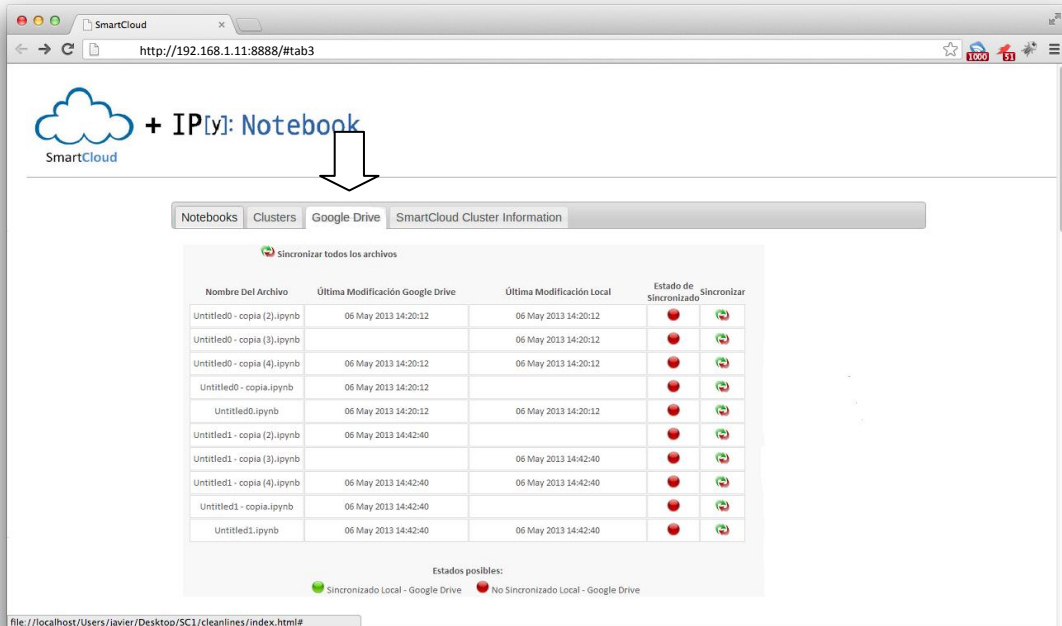 SmartCloud
http://192.168.1.11:8888/#tab3
1000
51
+ IP[y]: Notebook
SmartCloud
Notebooks Clusters Google Drive SmartCloud Cluster Information
Sincronizar todos los archivos
Nombre Del Archivo Última Modificación Google Drive Última Modificación Local Estado de Sincronizado Sincronizar
Untitled0 - copia (2).ipynb 06 May 2013 14:20:12 06 May 2013 14:20:12
Untitled0 - copia (3).ipynb 06 May 2013 14:20:12
Untitled0 - copia (4).ipynb 06 May 2013 14:20:12 06 May 2013 14:20:12
Untitled0 - copia.ipynb 06 May 2013 14:20:12
Untitled0.ipynb 06 May 2013 14:20:12 06 May 2013 14:20:12
Untitled1 - copia (2).ipynb 06 May 2013 14:42:40
Untitled1 - copia (3).ipynb 06 May 2013 14:42:40
Untitled1 - copia (4).ipynb 06 May 2013 14:42:40 06 May 2013 14:42:40
Untitled1 - copia.ipynb 06 May 2013 14:42:40
Untitled1.ipynb 06 May 2013 14:42:40 06 May 2013 14:42:40
Estados posibles:
Sincronizado Local - Google Drive No Sincronizado Local - Google Drive
file://localhost/Users/javier/Desktop/SC1/cleanlines/index.html#